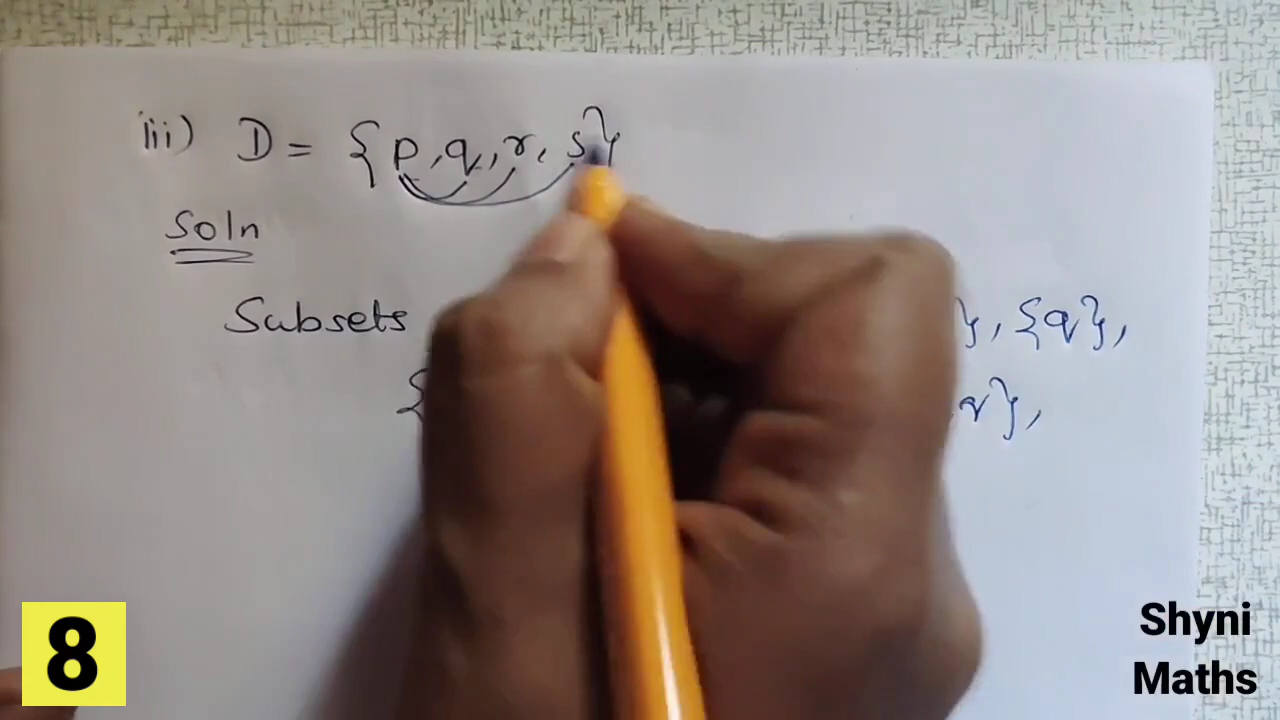 iii) D = {p, q, r, s}
Soln
Subsets }, {q},
{ r},
8
Shyni
Maths